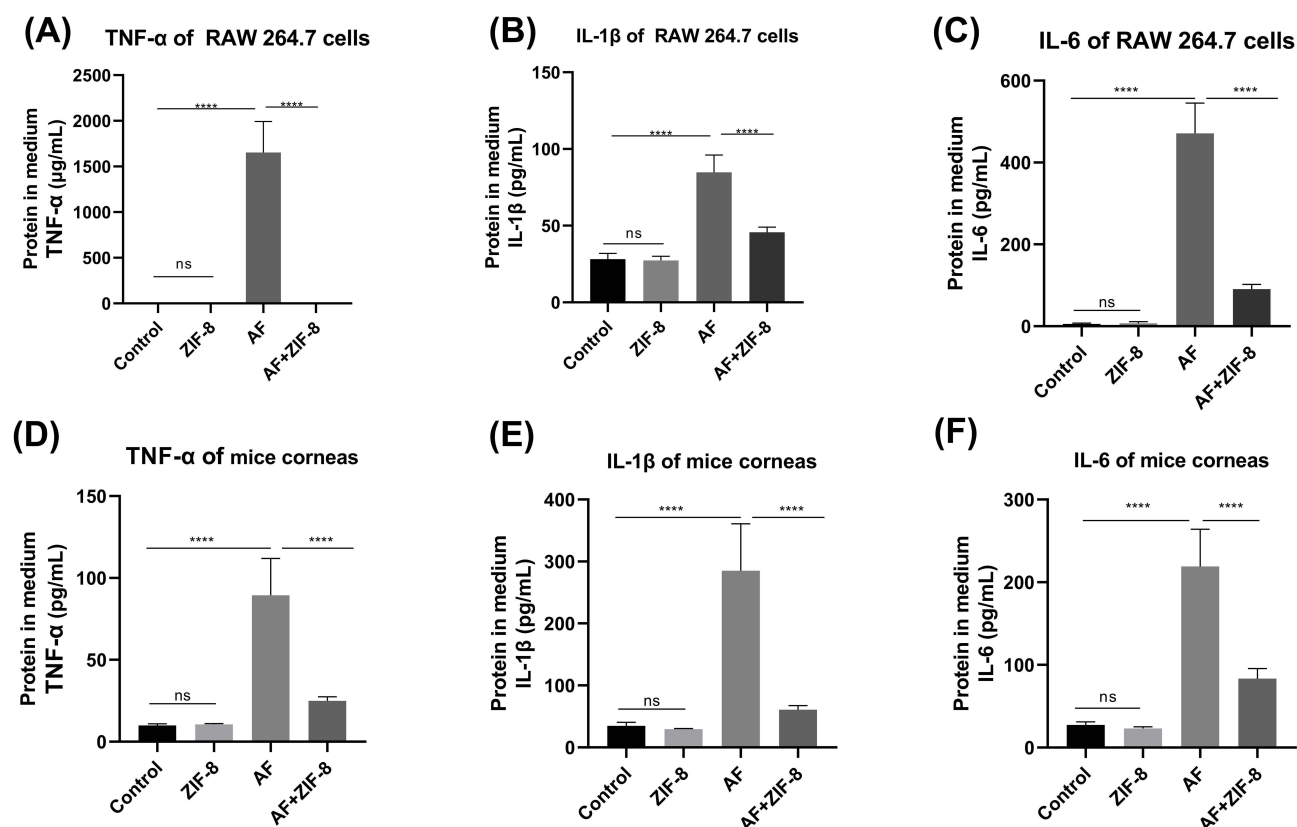 (A)
TNF-α of RAW 264.7 cells
Protein in medium
TNF-α (μg/mL)
2500
2000
1500
1000
500
0
****
****
ns
Control
ZIF-8
AF
AF+ZIF-8
(B)
IL-1β of RAW 264.7 cells
Protein in medium
IL-1β (pg/mL)
150
100
50
0
****
****
ns
Control
ZIF-8
AF
AF+ZIF-8
(C)
IL-6 of RAW 264.7 cells
Protein in medium
IL-6 (pg/mL)
600
400
200
0
****
****
ns
Control
ZIF-8
AF
AF+ZIF-8
(D)
TNF-α of mice corneas
Protein in medium
TNF-α (pg/mL)
150
100
50
0
****
****
ns
Control
ZIF-8
AF
AF+ZIF-8
(E)
IL-1β of mice corneas
Protein in medium
IL-1β (pg/mL)
400
300
200
100
0
****
****
ns
Control
ZIF-8
AF
AF+ZIF-8
(F)
IL-6 of mice corneas
Protein in medium
IL-6 (pg/mL)
300
200
100
0
****
****
ns
Control
ZIF-8
AF
AF+ZIF-8